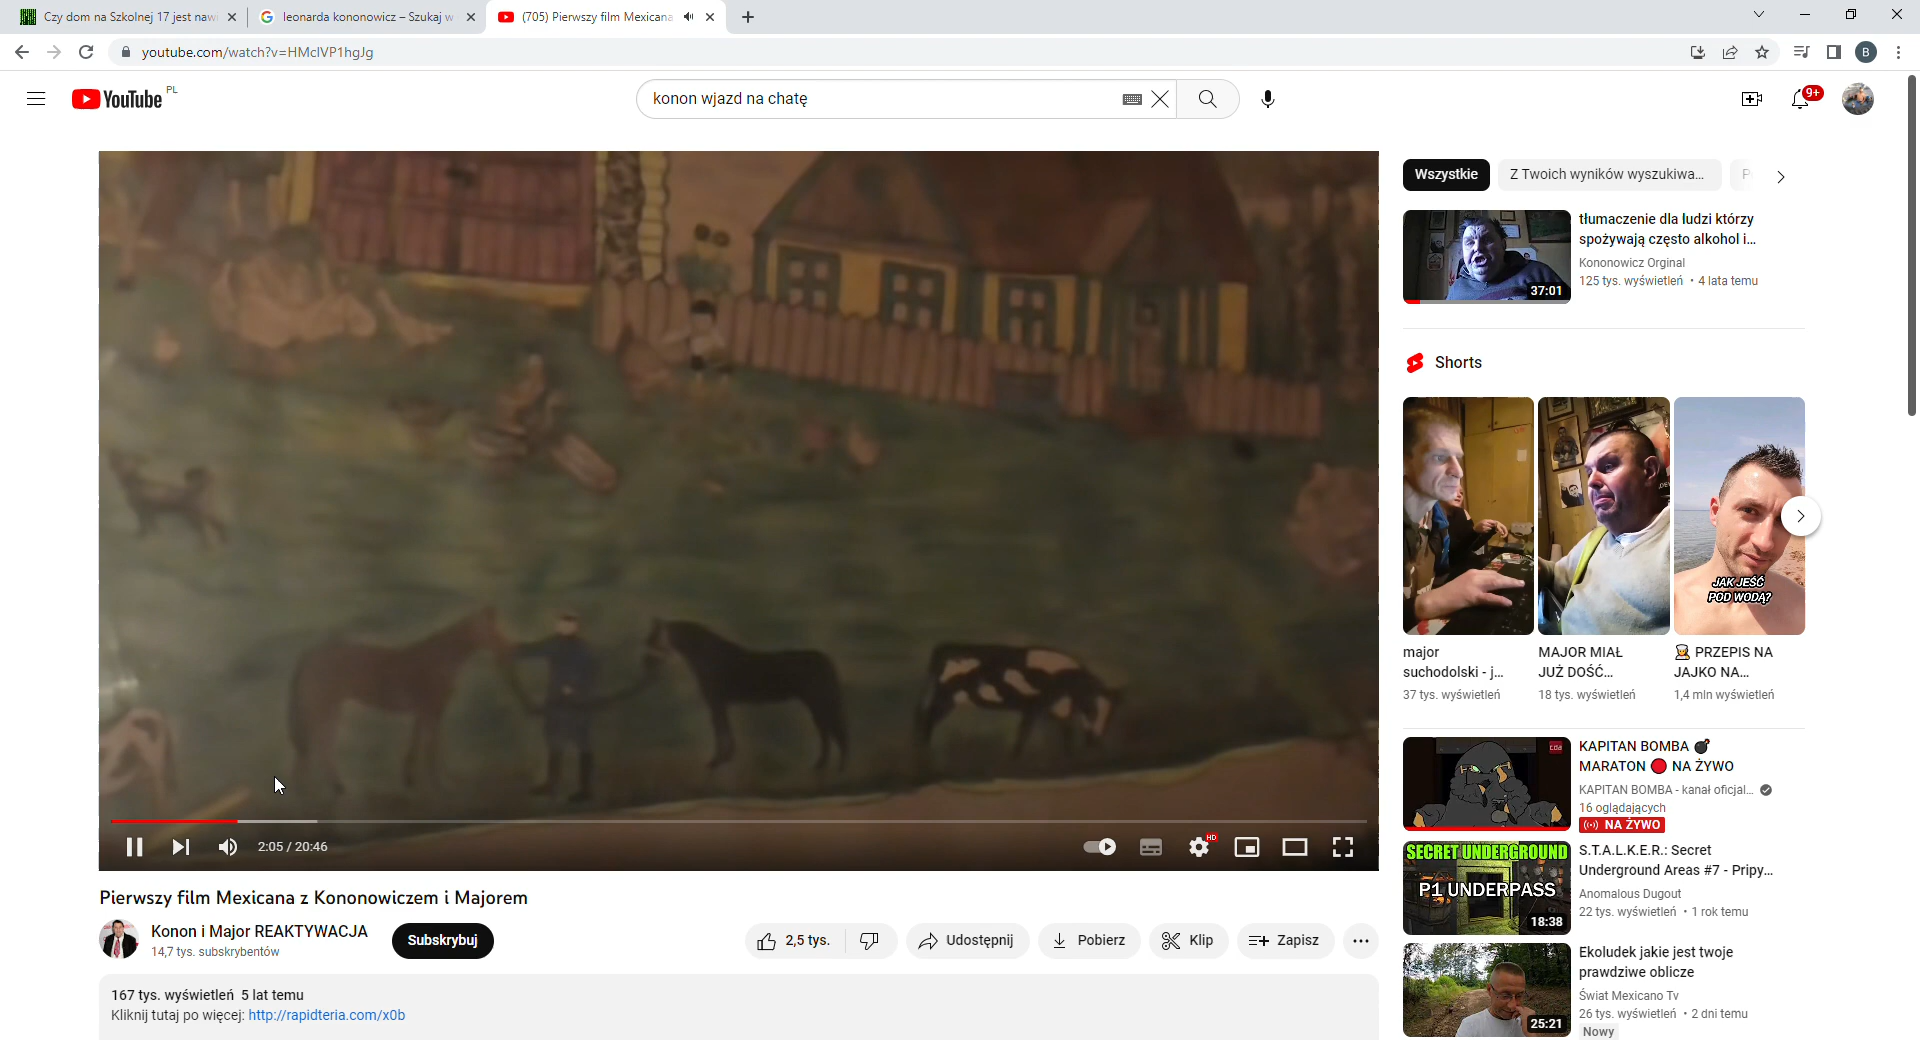 Czy dom na Szkolnej 17 jest naw
leonarda kononowicz – Szukaj w
(705) Pierwszy film Mexicana
youtube.com/watch?v=HMcIVP1hgJg
B
YouTube PL
konon wjazd na chatę
9+
Wszystkie
Z Twoich wyników wyszukiwa...
tłumaczenie dla ludzi którzy
spożywają często alkohol i...
Kononowicz Orginal
125 tys. wyświetleń • 4 lata temu
37:01
Shorts
JAK JEŚĆ
POD WODĄ?
major
suchodolski - j...
37 tys. wyświetleń
MAJOR MIAŁ
JUŻ DOŚĆ...
18 tys. wyświetleń
PRZEPIS NA
JAJKO NA...
1,4 mln wyświetleń
KAPITAN BOMBA
MARATON NA ŻYWO
KAPITAN BOMBA - kanał oficjal...
16 oglądających
NA ŻYWO
cda
SECRET UNDERGROUND
P1 UNDERPASS
18:38
S.T.A.L.K.E.R.: Secret
Underground Areas #7 - Pripy...
Anomalous Dugout
22 tys. wyświetleń • 1 rok temu
Ekoludek jakie jest twoje
prawdziwe oblicze
Świat Mexicano Tv
26 tys. wyświetleń • 2 dni temu
Nowy
25:21
2:05 / 20:46
HD
Pierwszy film Mexicana z Kononowiczem i Majorem
Konon i Major REAKTYWACJA
14,7 tys. subskrybentów
Subskrybuj
2,5 tys.
Udostępnij
Pobierz
Klip
Zapisz
167 tys. wyświetleń 5 lat temu
Kliknij tutaj po więcej: http://rapidteria.com/x0b